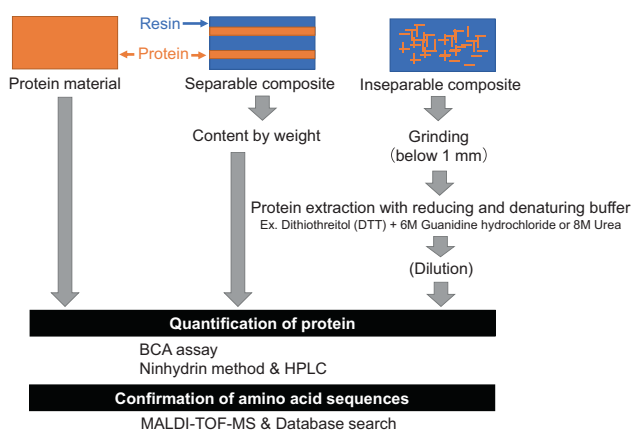 Resin
Protein
Protein material
Separable composite
Inseparable composite
Content by weight
Grinding
(below 1 mm)
Protein extraction with reducing and denaturing buffer
Ex. Dithiothreitol (DTT) + 6M Guanidine hydrochloride or 8M Urea
(Dilution)
Quantification of protein
BCA assay
Ninhydrin method & HPLC
Confirmation of amino acid sequences
MALDI-TOF-MS & Database search